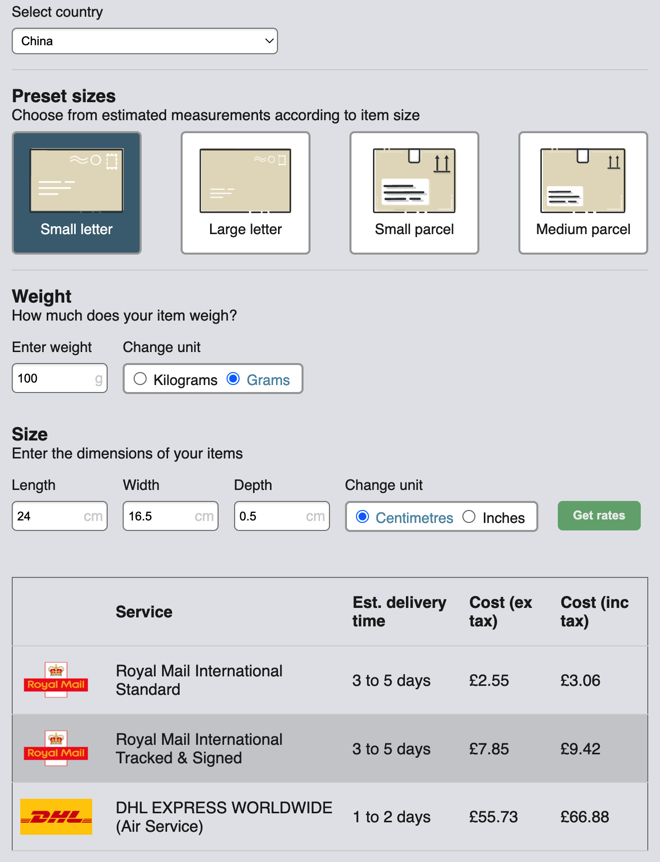 Select country
China
Preset sizes
Choose from estimated measurements according to item size
Small letter
Large letter
Small parcel
Medium parcel
Weight
How much does your item weigh?
Enter weight Change unit
100 g Kilograms Grams
Size
Enter the dimensions of your items
Length Width Depth Change unit
24 cm 16.5 cm 0.5 cm Centimetres Inches Get rates
Service Est. delivery time Cost (ex tax) Cost (inc tax)
Royal Mail Royal Mail International Standard 3 to 5 days £2.55 £3.06
Royal Mail Royal Mail International Tracked & Signed 3 to 5 days £7.85 £9.42
DHL DHL EXPRESS WORLDWIDE (Air Service) 1 to 2 days £55.73 £66.88